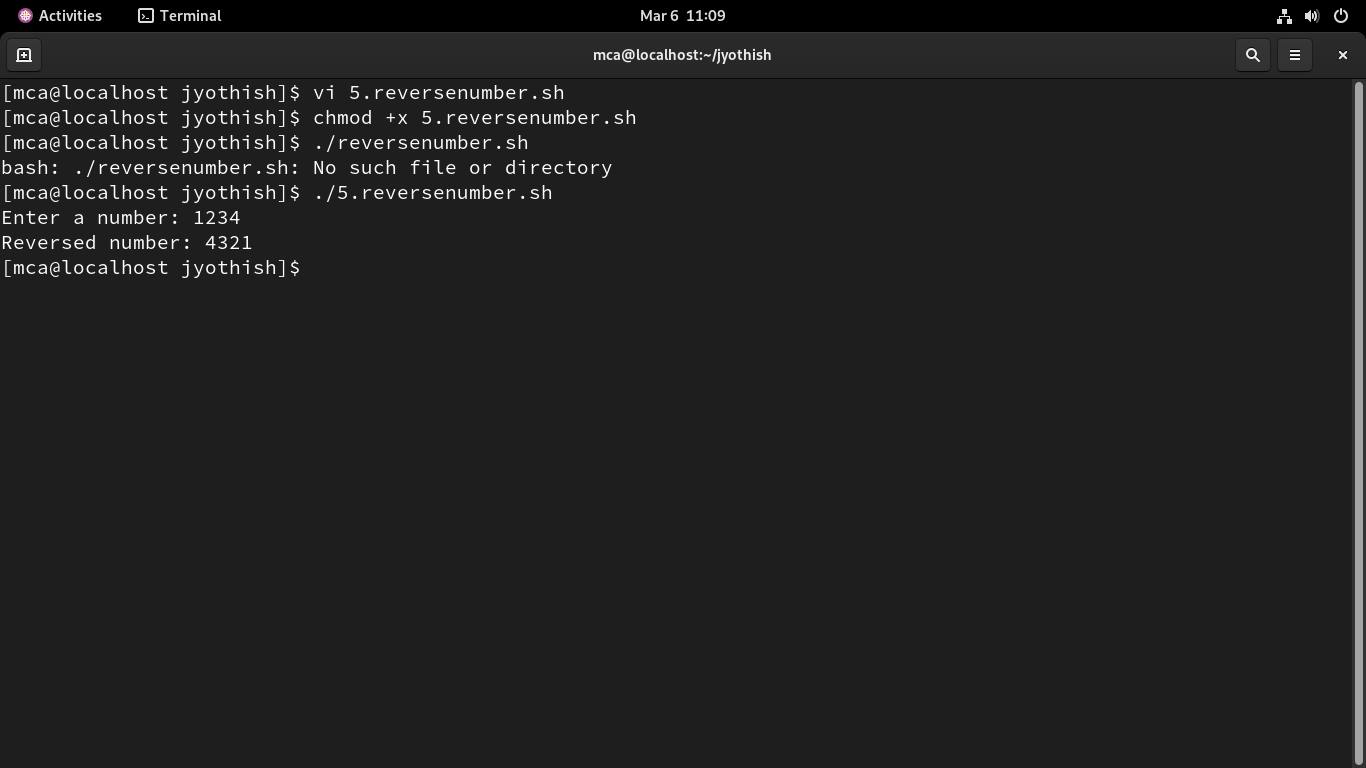 Activities Terminal Mar 6 11:09
mca@localhost:~/jyothish
[mca@localhost jyothish]$ vi 5.reversenumber.sh
[mca@localhost jyothish]$ chmod +x 5.reversenumber.sh
[mca@localhost jyothish]$ ./reversenumber.sh
bash: ./reversenumber.sh: No such file or directory
[mca@localhost jyothish]$ ./5.reversenumber.sh
Enter a number: 1234
Reversed number: 4321
[mca@localhost jyothish]$